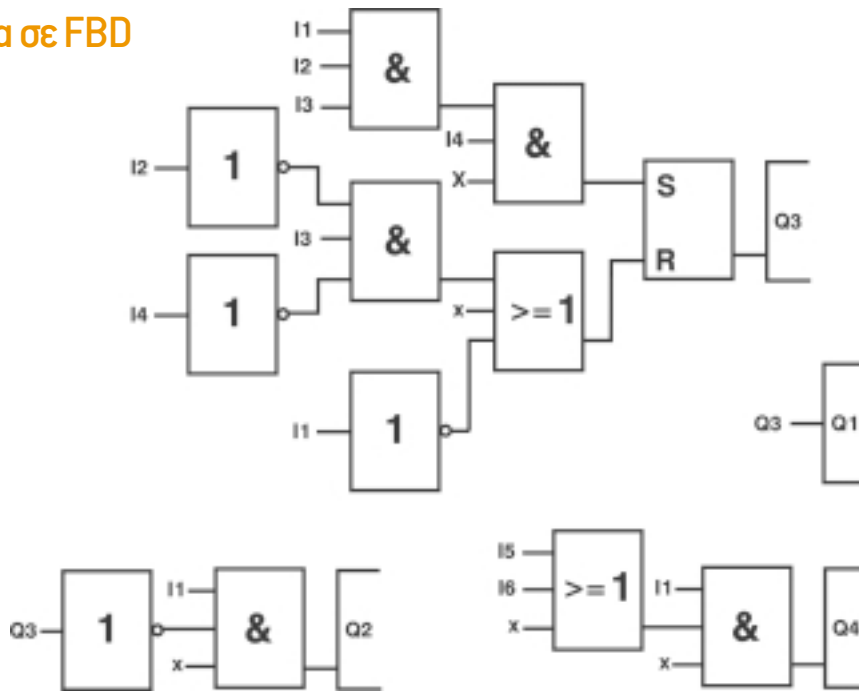 α σε FBD
I1
&
I2
I3
I4
&
X
I2
1
S
Q3
I3
&
R
I4
1
x
>=1
I1
1
Q3
Q1
I5
I1
I6
>=1
I1
Q3
1
&
Q2
x
&
Q4
x
x